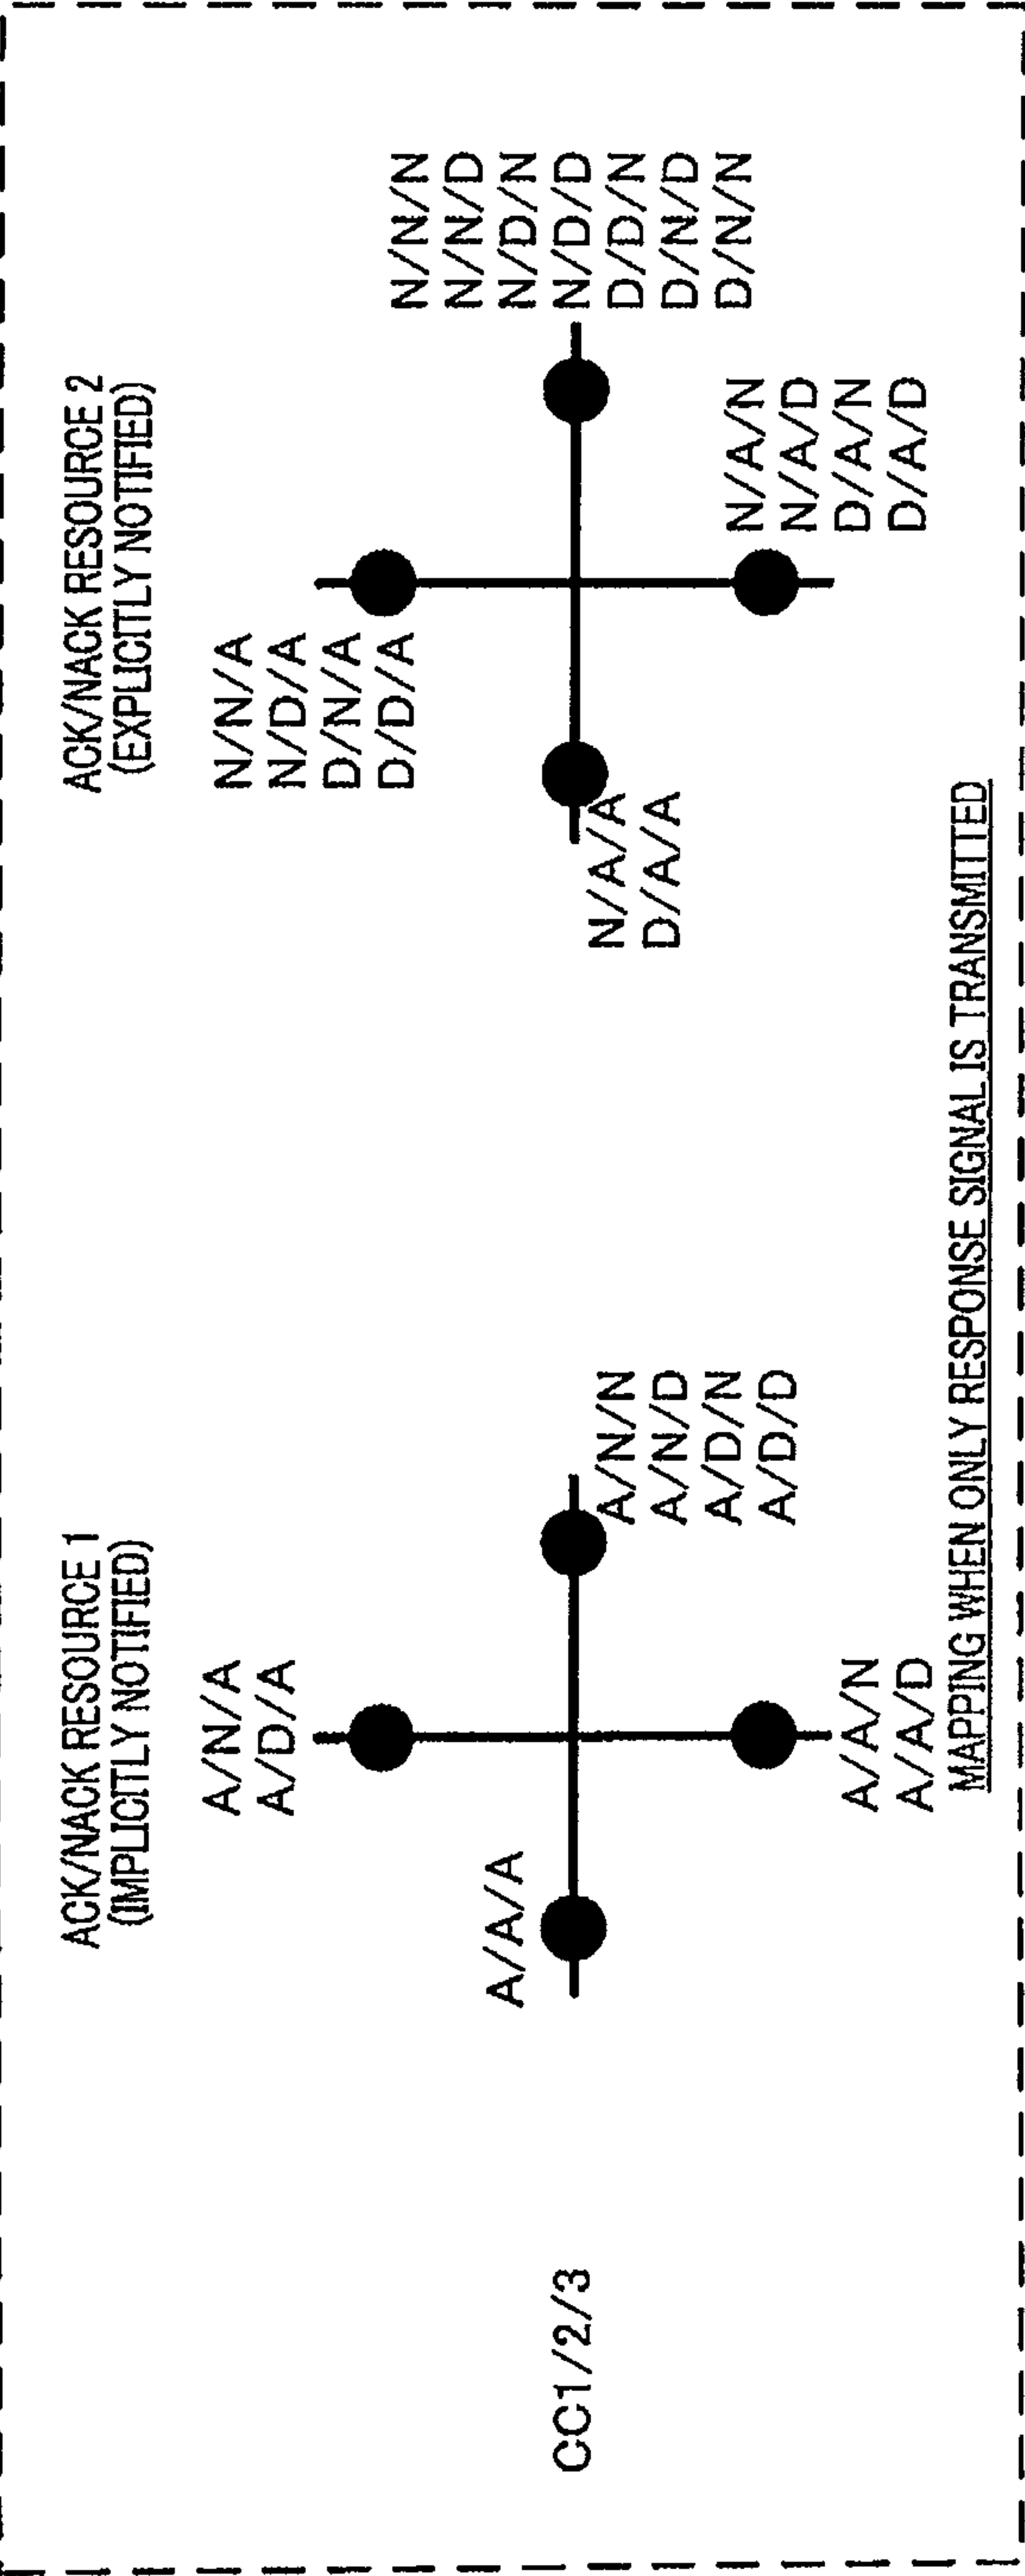 ACK/NACK RESOURCE 1
(IMPLICITLY NOTIFIED)
A/N/A
A/D/A
A/A/A
A/N/N
A/N/D
A/D/N
A/D/D
A/A/N
A/A/D
ACK/NACK RESOURCE 2
(EXPLICITLY NOTIFIED)
N/N/A
N/D/A
D/N/A
D/D/A
N/N/N
N/N/D
N/D/N
N/D/D
D/D/N
D/N/D
D/N/N
N/A/A
D/A/A
N/A/N
N/A/D
D/A/N
D/A/D
CC1/2/3
MAPPING WHEN ONLY RESPONSE SIGNAL IS TRANSMITTED